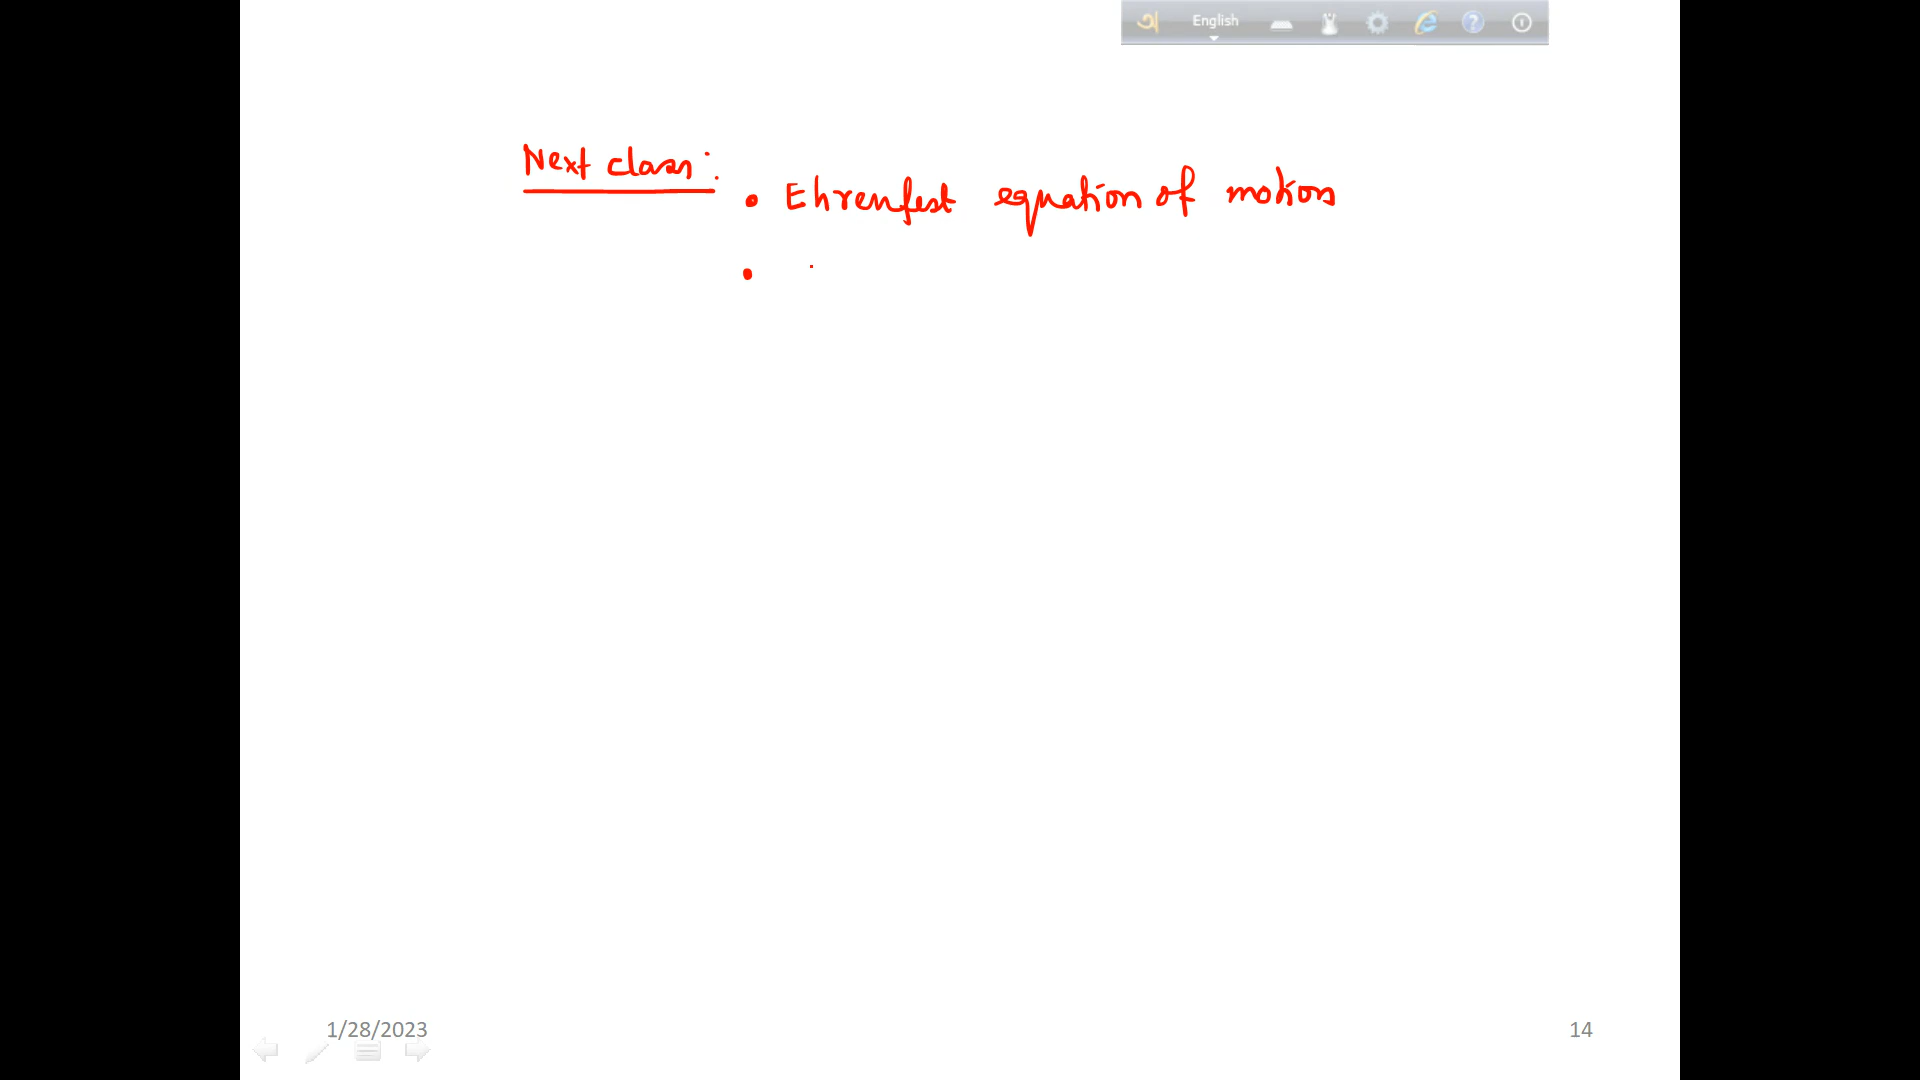 English
Next class:
• Ehrenfest equation of motion
•
1/28/2023
14